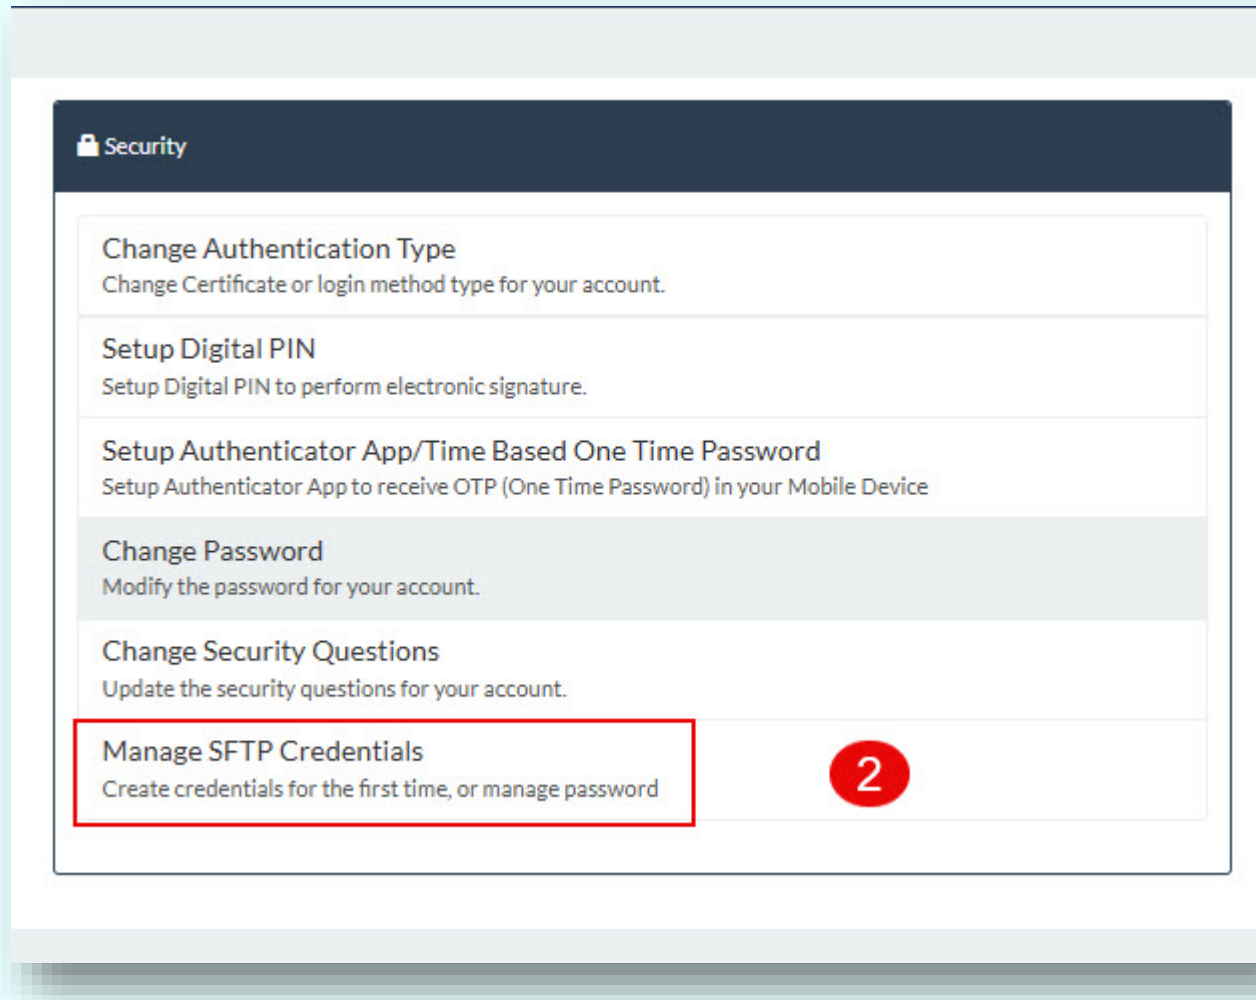 Security
Change Authentication Type
Change Certificate or login method type for your account.
Setup Digital PIN
Setup Digital PIN to perform electronic signature.
Setup Authenticator App/Time Based One Time Password
Setup Authenticator App to receive OTP (One Time Password) in your Mobile Device
Change Password
Modify the password for your account.
Change Security Questions
Update the security questions for your account.
Manage SFTP Credentials
Create credentials for the first time, or manage password
2